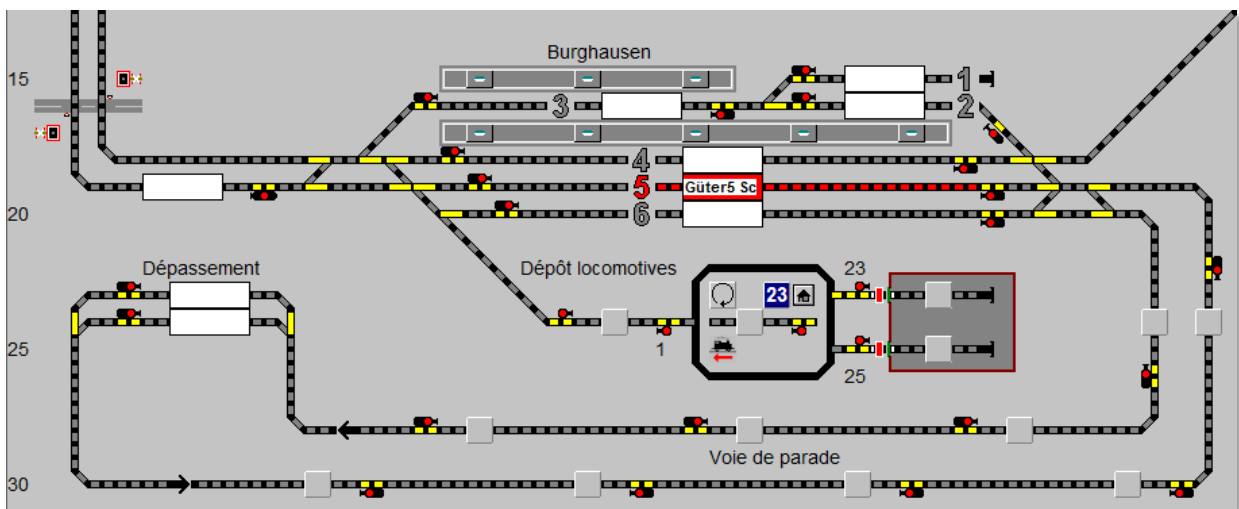 Burghausen
15
1
3
2
4
5
Güter5 Sc
20
6
Dépassement
Dépôt locomotives
23
23
1
25
25
Voie de parade
30